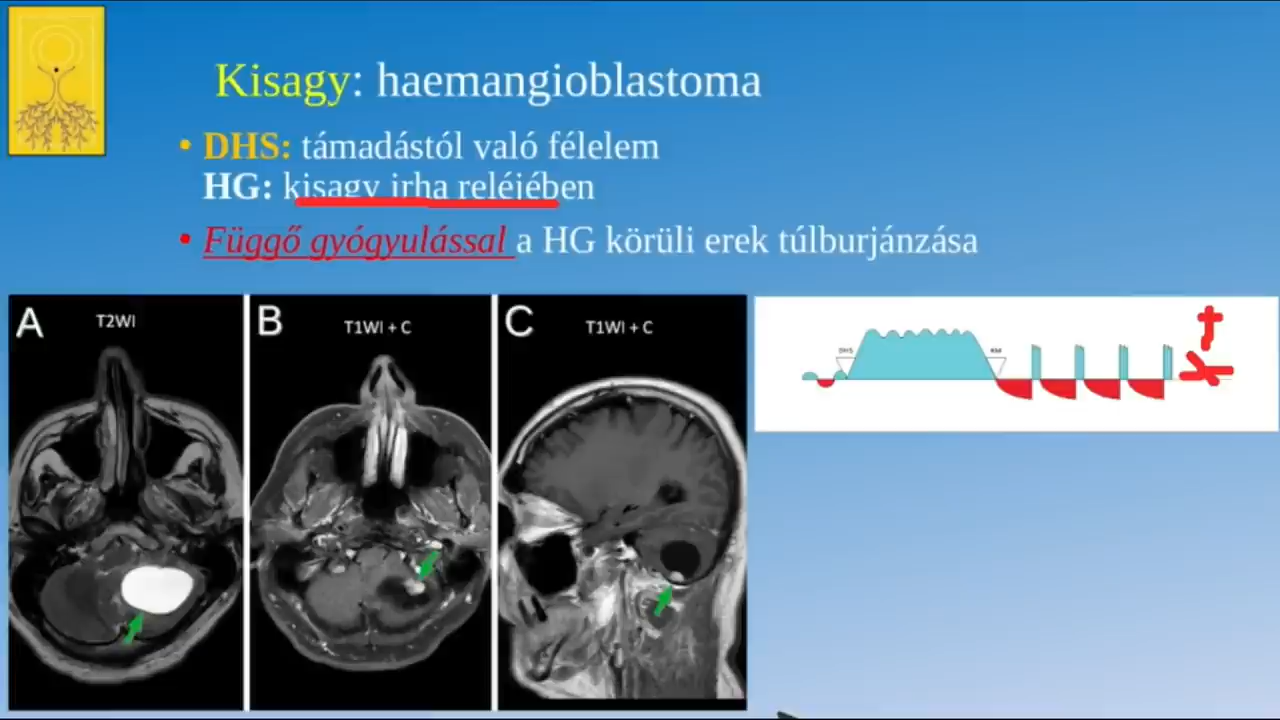 Kisagy: haemangioblastoma
• DHS: támadástól való félelem
HG: kisagy irha reléjében
• Függő gyógyulással a HG körüli erek túlburjánzása
A
T2WI
B
T1WI + C
C
T1WI + C
DHS